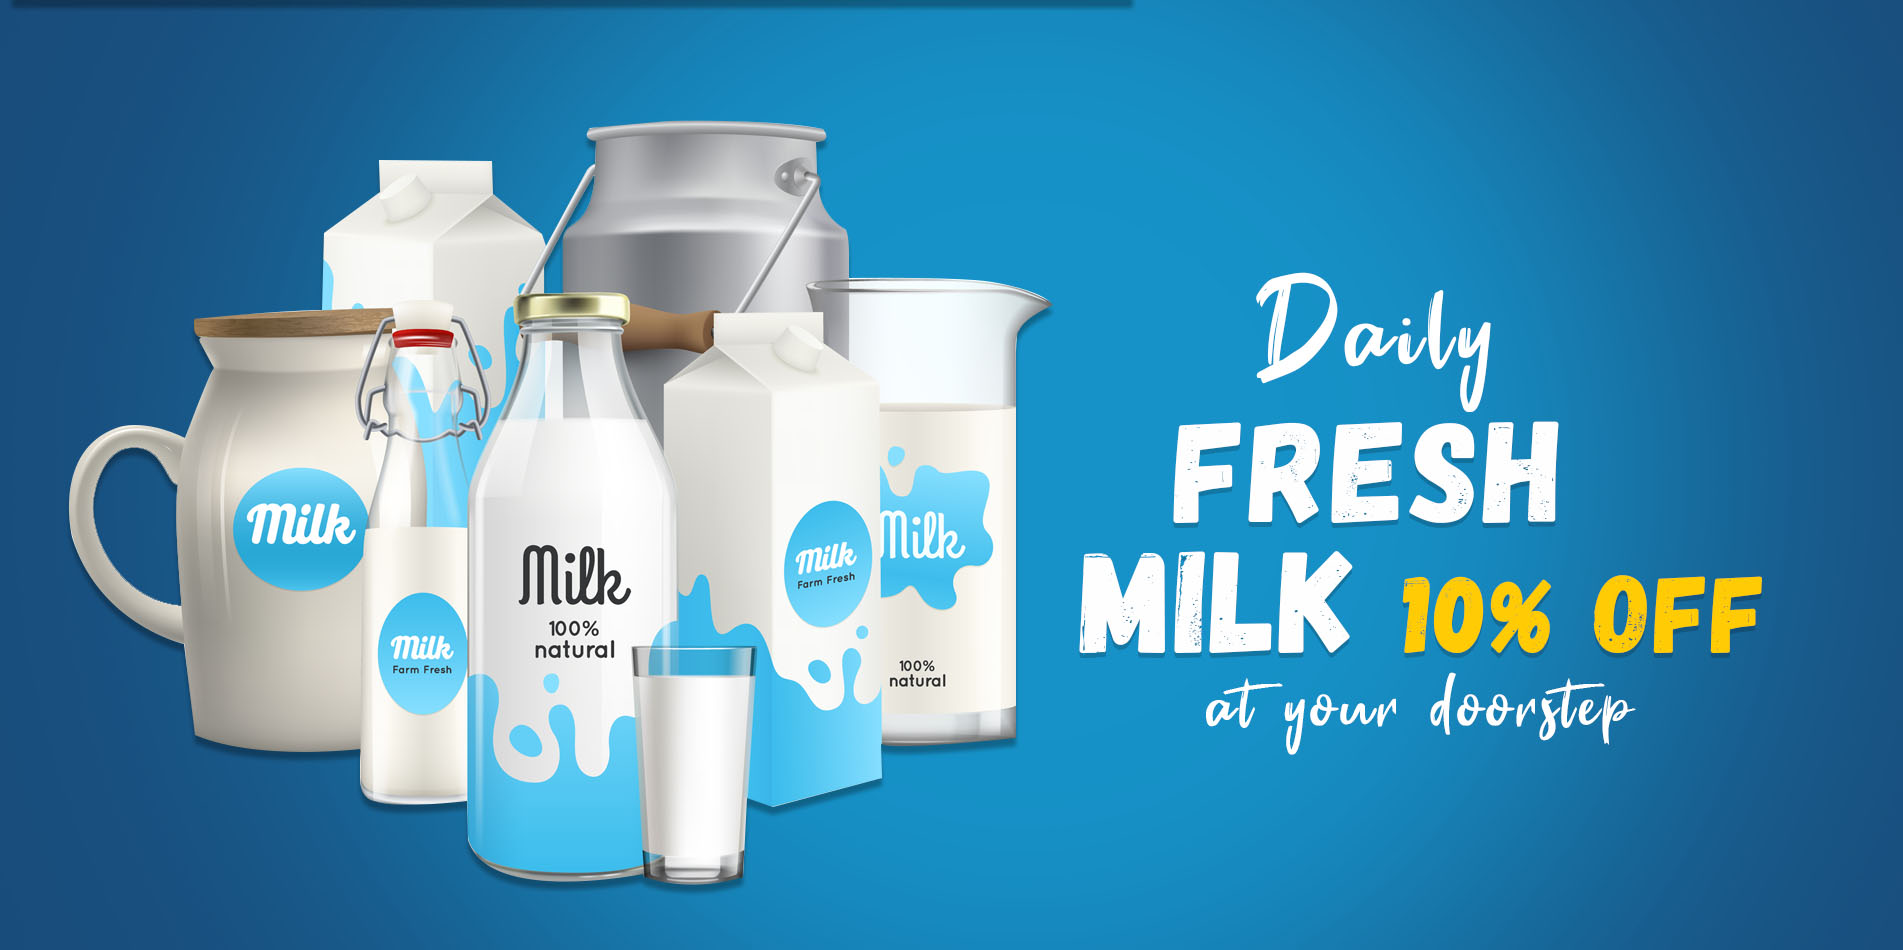 Daily
FRESH
MILK 10% OFF
at your doorstep
Milk
Milk
Farm Fresh
Milk
100%
natural
Milk
Farm Fresh
Milk
100%
natural